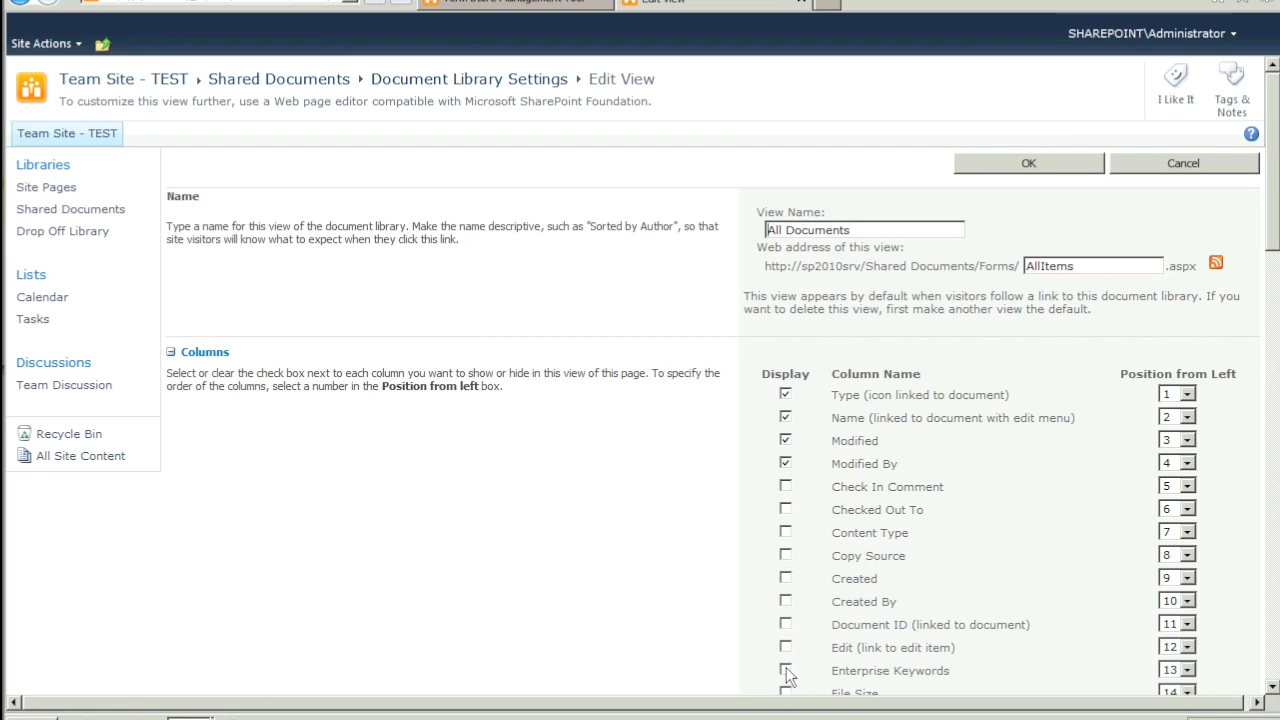 Edit View
SHAREPOINT\Administrator
Site Actions
Team Site - TEST ▸ Shared Documents ▸ Document Library Settings ▸ Edit View
To customize this view further, use a Web page editor compatible with Microsoft SharePoint Foundation.
I Like It
Tags & Notes
Team Site - TEST
OK
Cancel
Libraries
Site Pages
Shared Documents
Drop Off Library
Lists
Calendar
Tasks
Discussions
Team Discussion
Recycle Bin
All Site Content
Name
Type a name for this view of the document library. Make the name descriptive, such as "Sorted by Author", so that
site visitors will know what to expect when they click this link.
View Name:
All Documents
Web address of this view:
http://sp2010srv/Shared Documents/Forms/ AllItems .aspx
This view appears by default when visitors follow a link to this document library. If you
want to delete this view, first make another view the default.
Columns
Select or clear the check box next to each column you want to show or hide in this view of this page. To specify the
order of the columns, select a number in the Position from left box.
Display Column Name Position from Left
Type (icon linked to document) 1
Name (linked to document with edit menu) 2
Modified 3
Modified By 4
Check In Comment 5
Checked Out To 6
Content Type 7
Copy Source 8
Created 9
Created By 10
Document ID (linked to document) 11
Edit (link to edit item) 12
Enterprise Keywords 13
File Size 14